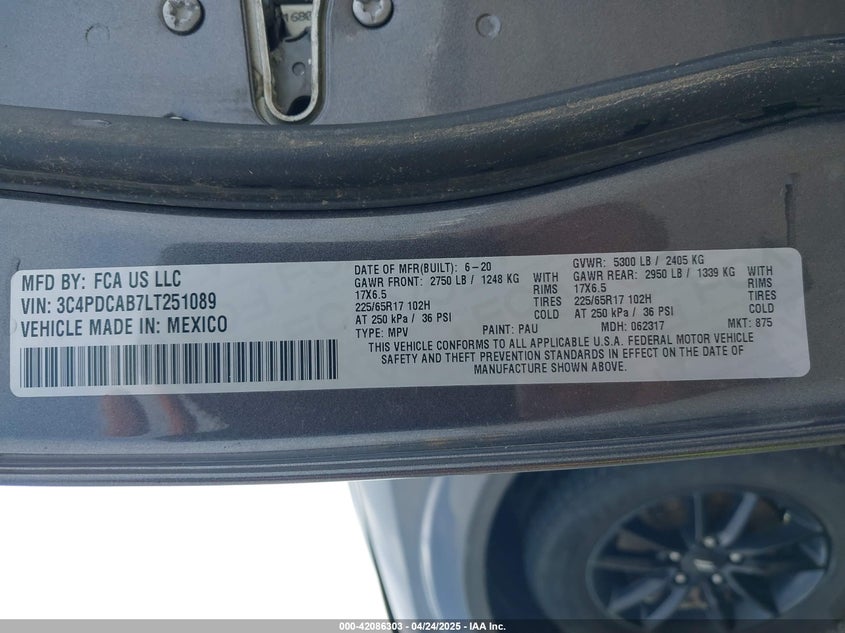 MFD BY: FCA US LLC
VIN: 3C4PDCAB7LT251089
VEHICLE MADE IN: MEXICO
DATE OF MFR(BUILT): 6-20
GAWR FRONT: 2750 LB / 1248 KG WITH
17X6.5 RIMS
225/65R17 102H TIRES
AT 250 kPa / 36 PSI COLD
GVWR: 5300 LB / 2405 KG
GAWR REAR: 2950 LB / 1339 KG WITH
17X6.5 RIMS
225/65R17 102H TIRES
AT 250 kPa / 36 PSI COLD
TYPE: MPV PAINT: PAU MDH: 062317 MKT: 875
THIS VEHICLE CONFORMS TO ALL APPLICABLE U.S.A. FEDERAL MOTOR VEHICLE
SAFETY AND THEFT PREVENTION STANDARDS IN EFFECT ON THE DATE OF
MANUFACTURE SHOWN ABOVE.
000-42086303 - 04/24/2025 - IAA Inc.